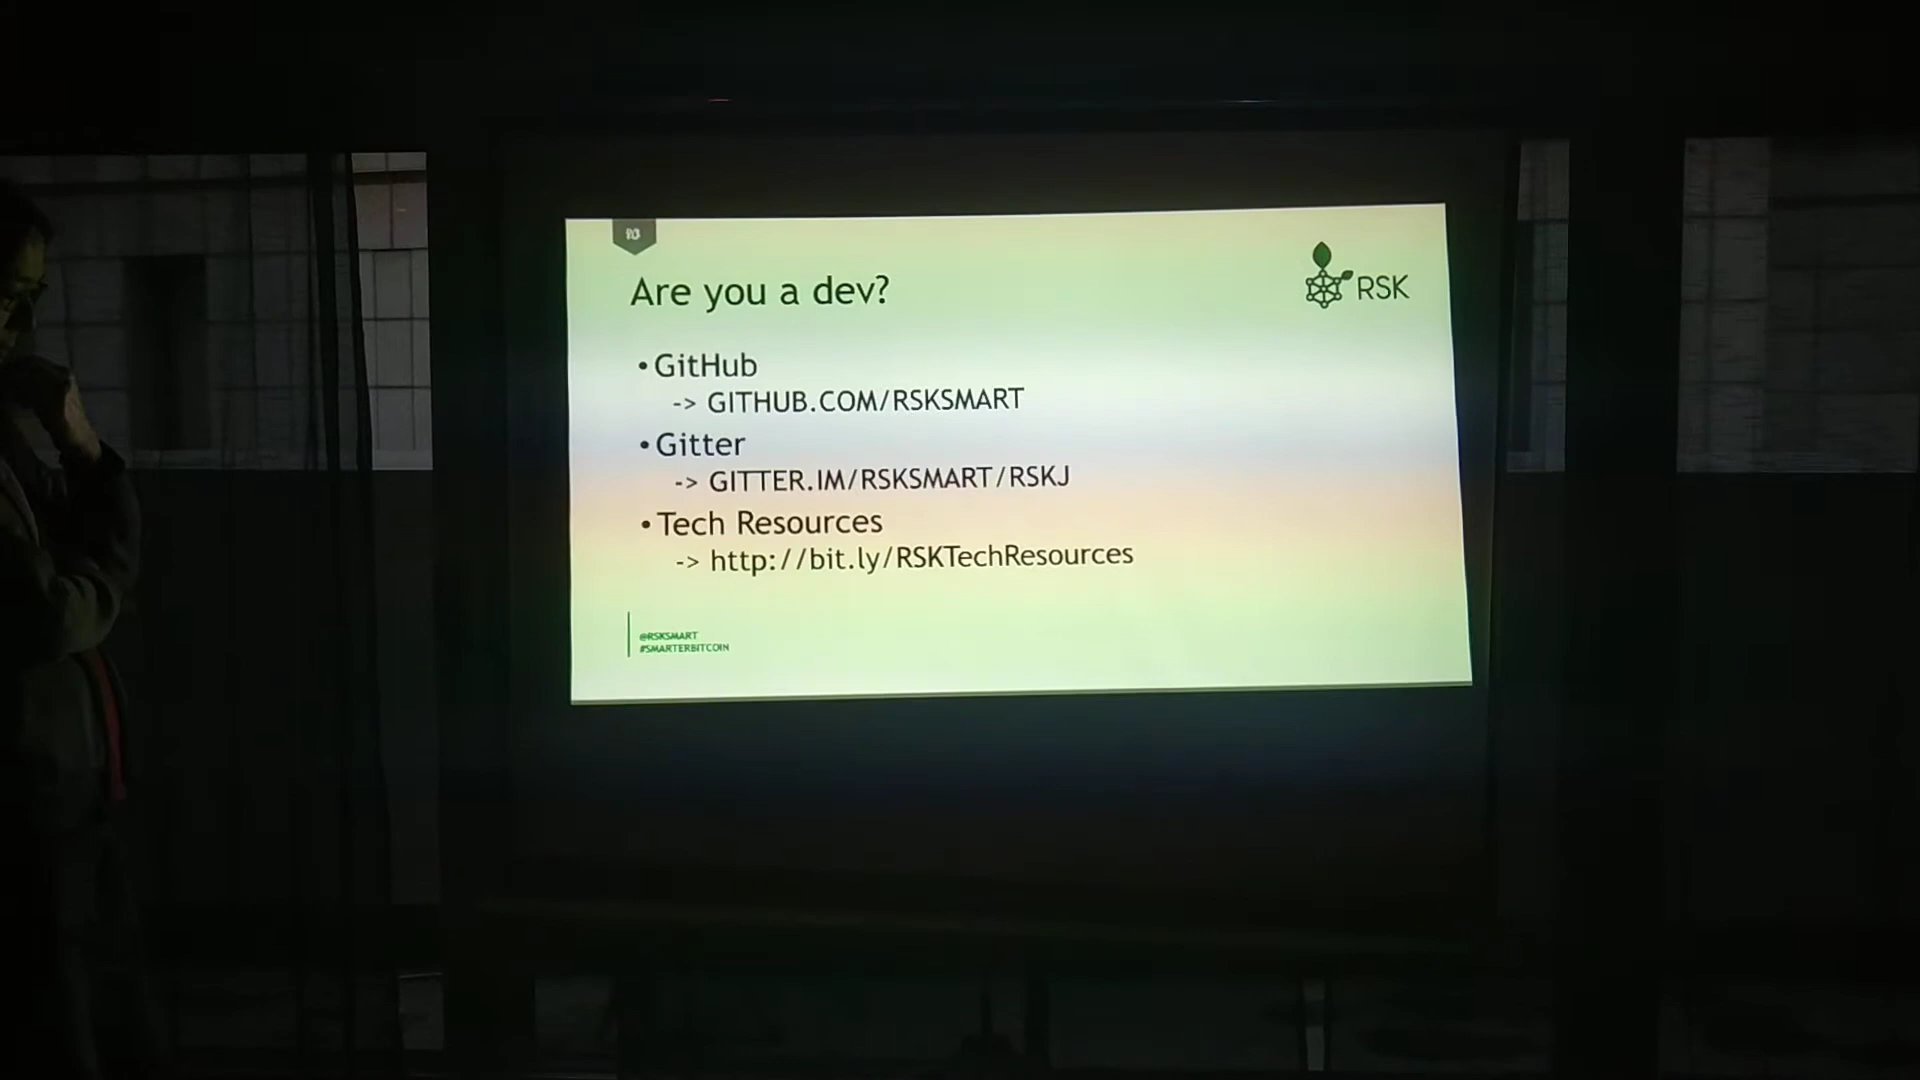 Are you a dev?
RSK
• GitHub
-> GITHUB.COM/RSKSMART
• Gitter
-> GITTER.IM/RSKSMART/RSKJ
• Tech Resources
-> http://bit.ly/RSKTechResources
@RSKSMART
#SMARTERBITCOIN